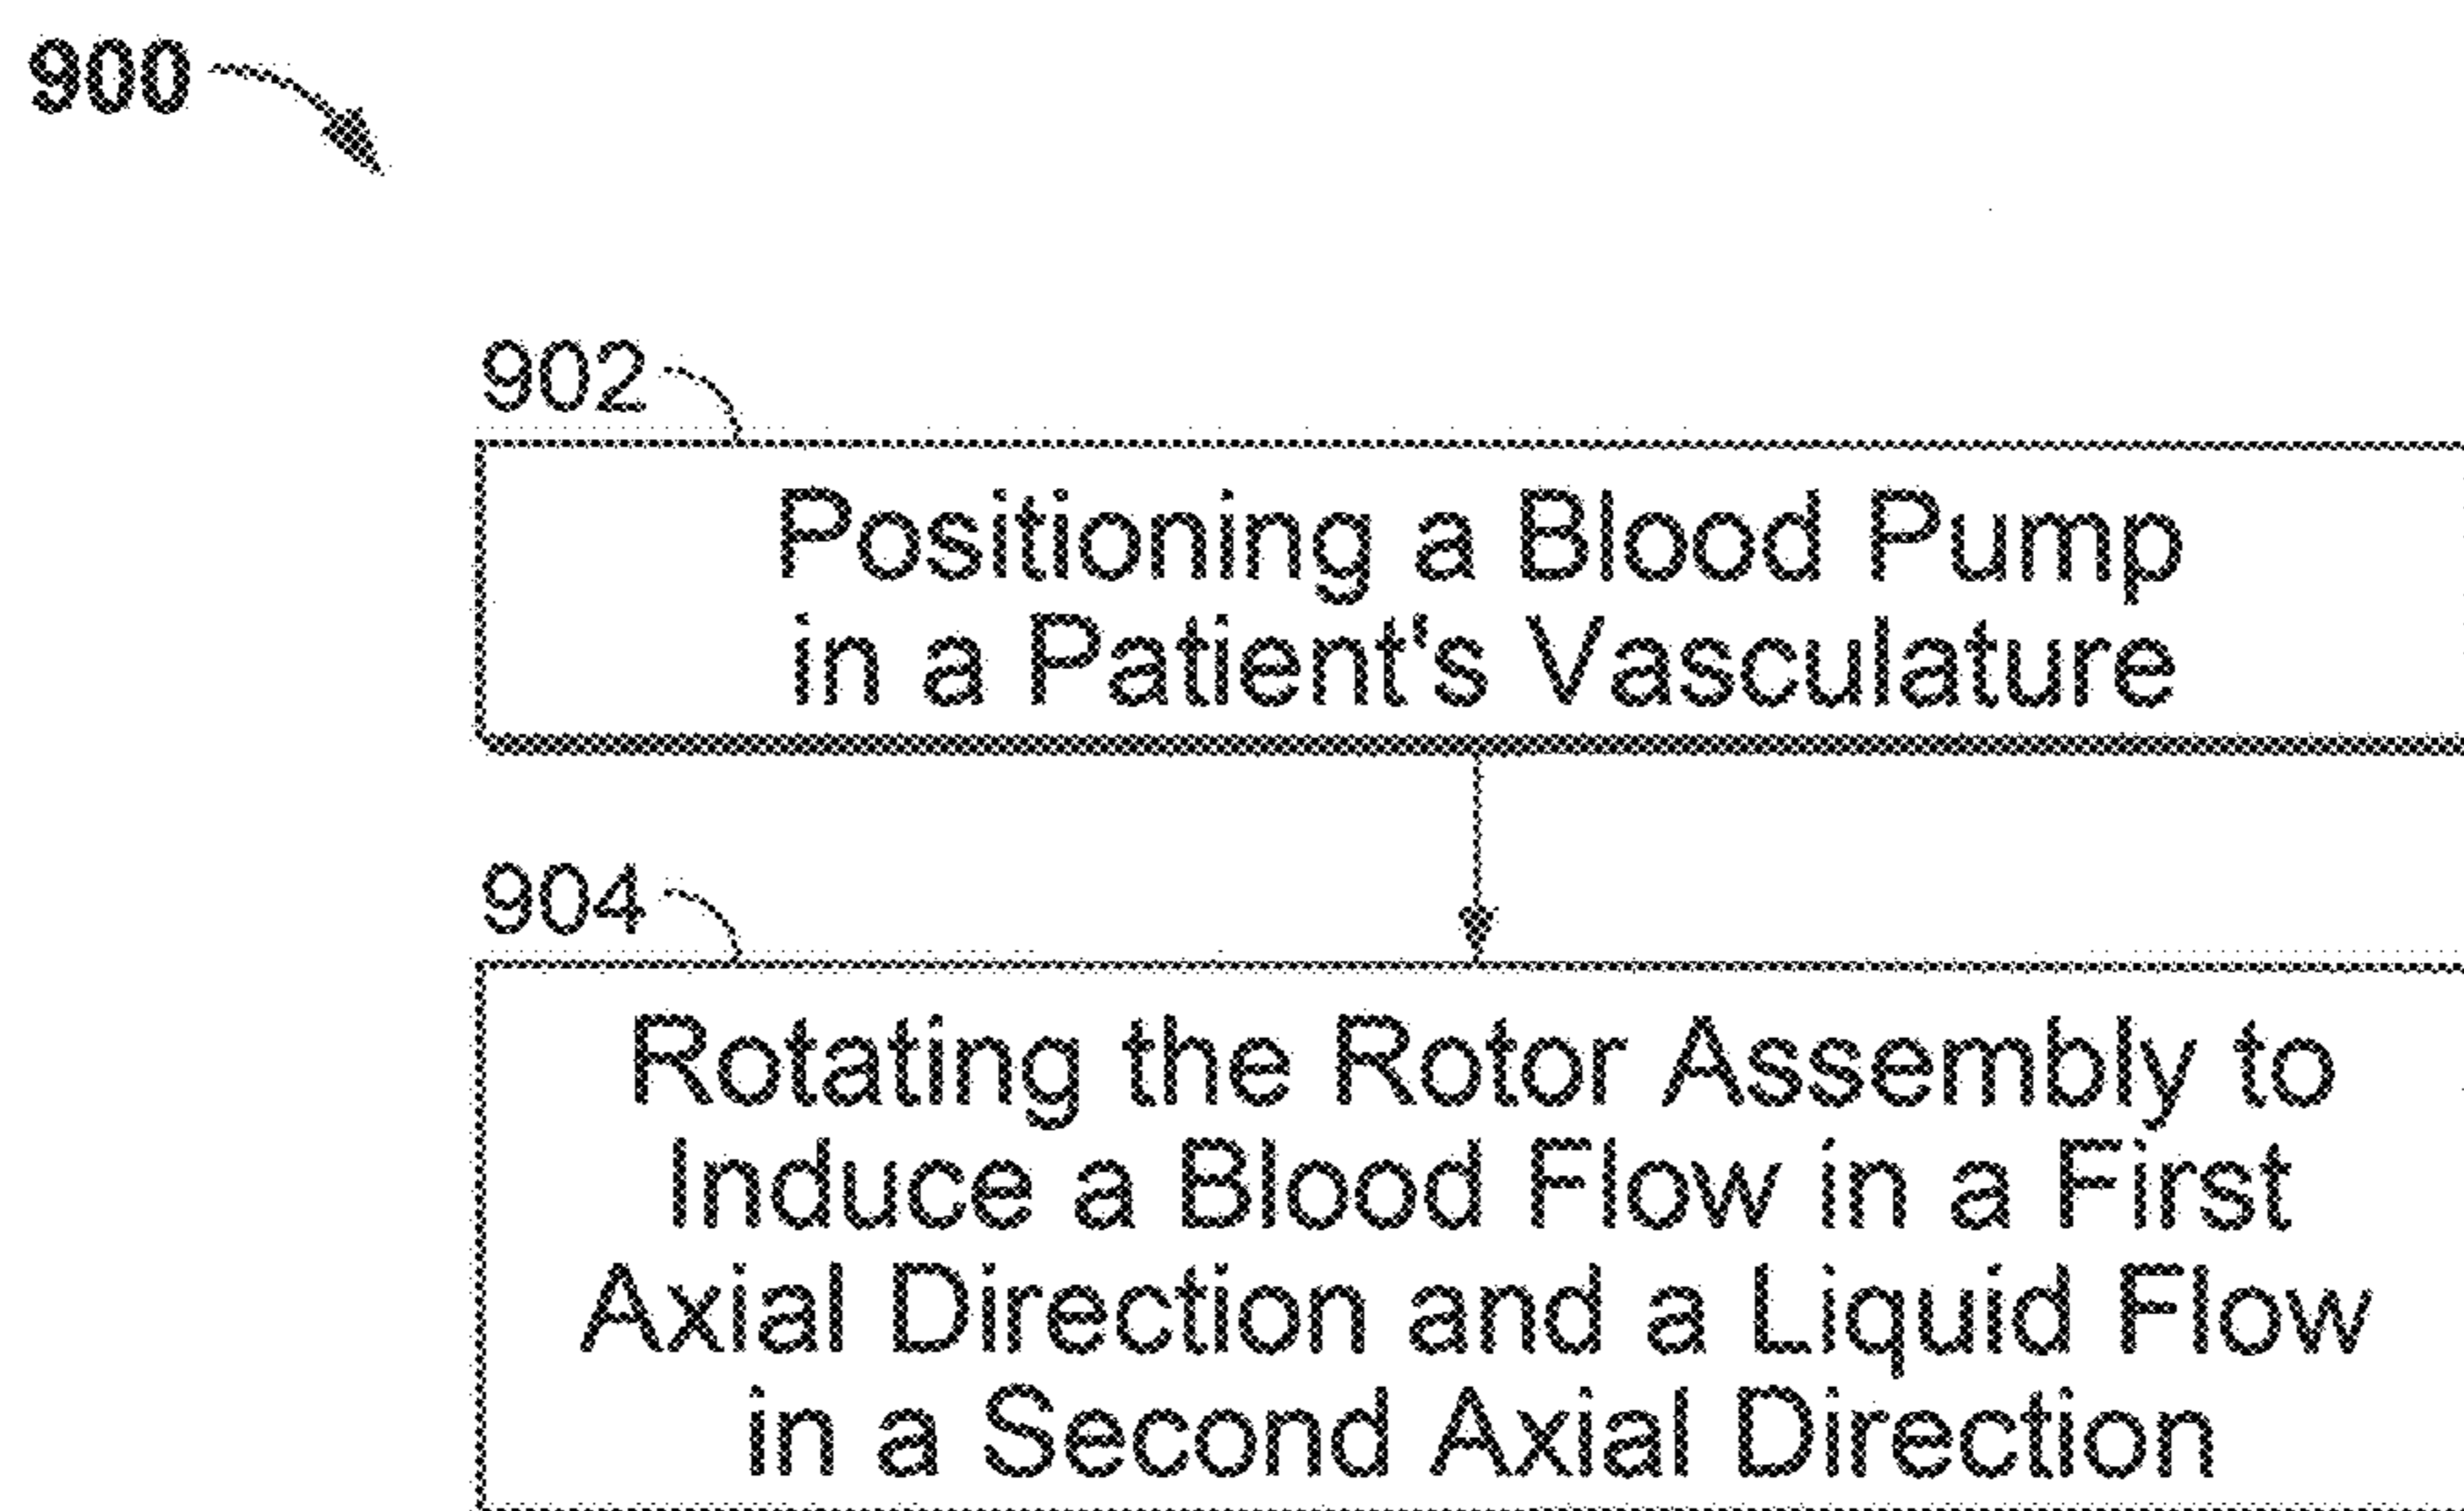 900
902
Positioning a Blood Pump
in a Patient's Vasculature
904
Rotating the Rotor Assembly to
Induce a Blood Flow in a First
Axial Direction and a Liquid Flow
in a Second Axial Direction